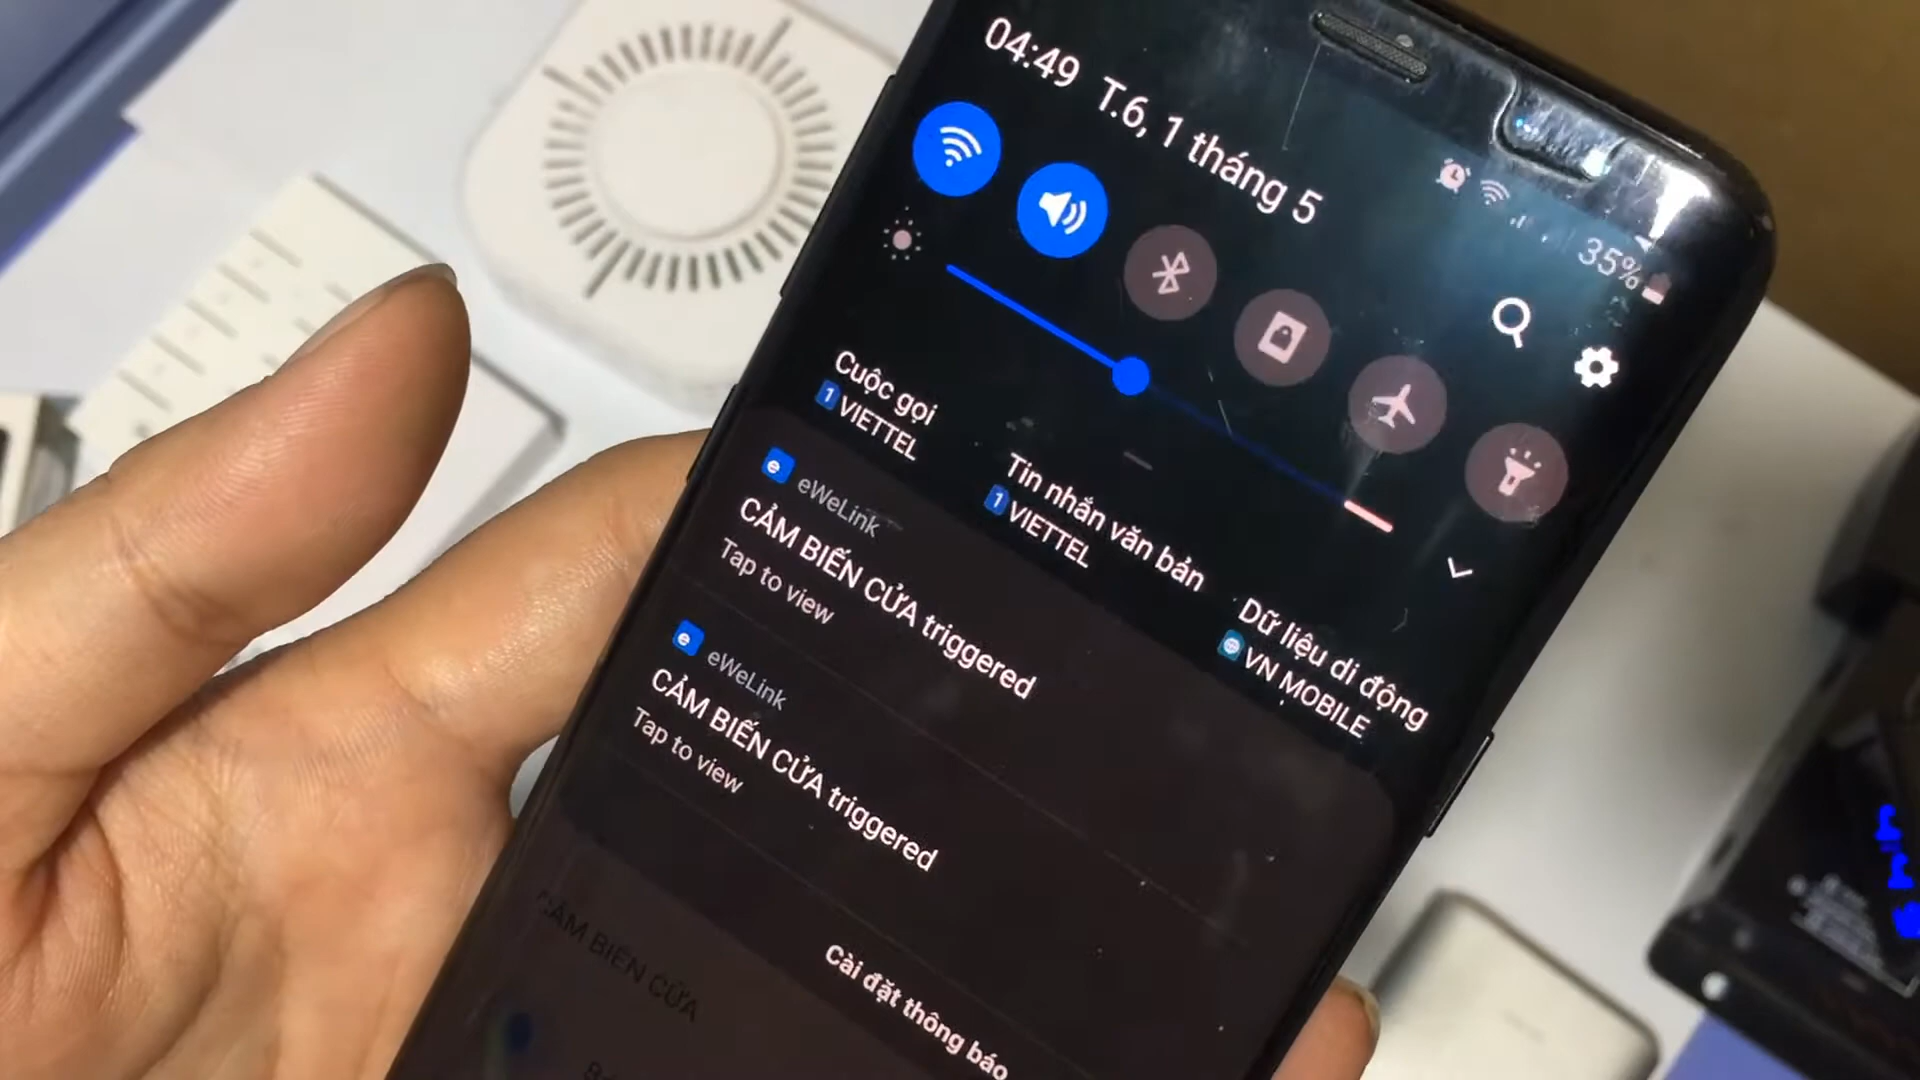 04:49 T.6, 1 tháng 5
35%
Cuộc gọi
1 VIETTEL
Tin nhắn văn bản
1 VIETTEL
Dữ liệu di động
VN MOBILE
e eWeLink
CẢM BIẾN CỬA triggered
Tap to view
e eWeLink
CẢM BIẾN CỬA triggered
Tap to view
Cài đặt thông báo
CẢM BIẾN CỬA